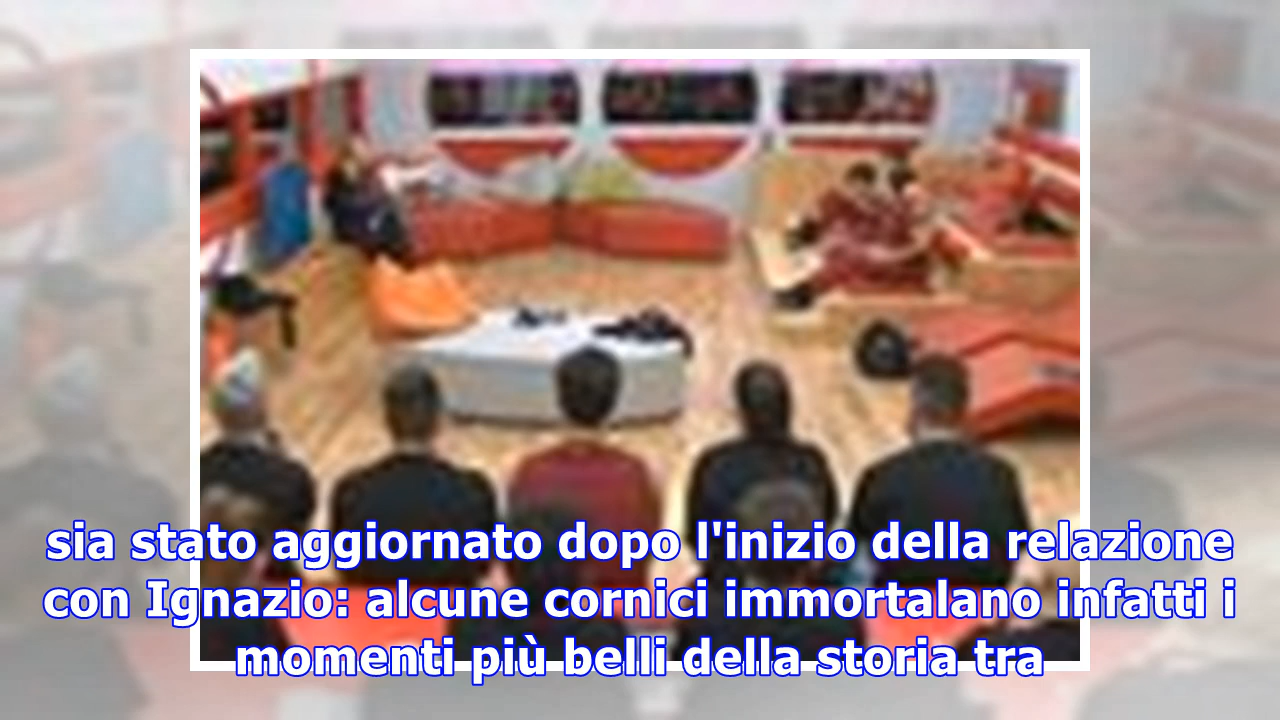 sia stato aggiornato dopo l'inizio della relazione
con Ignazio: alcune cornici immortalano infatti i
momenti più belli della storia tra